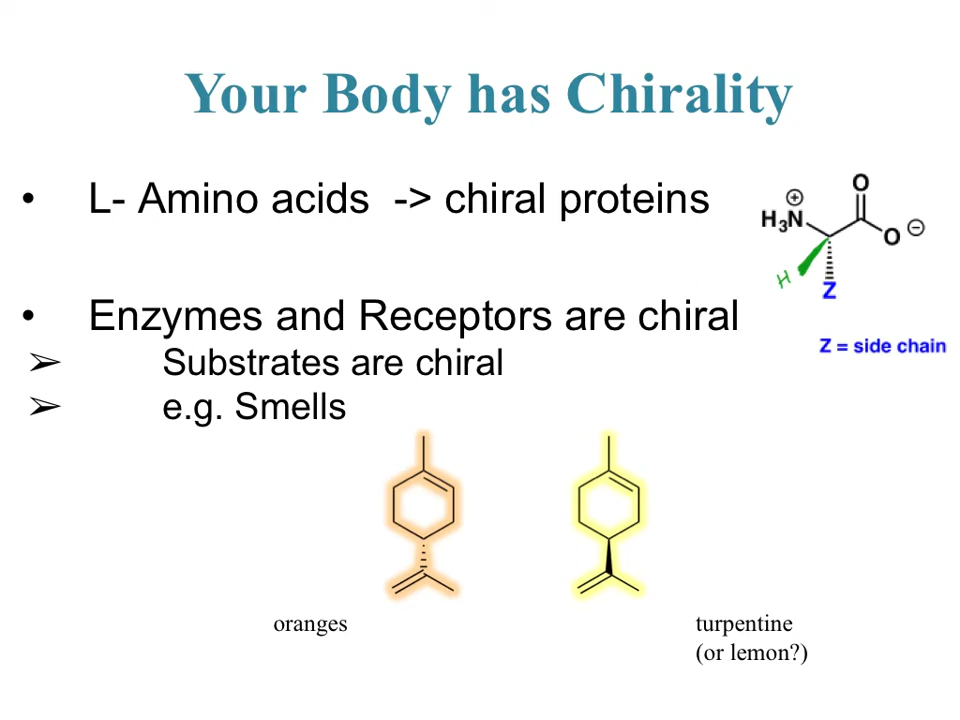 Your Body has Chirality
• L- Amino acids -> chiral proteins
O
⊕
H₃N
O ⊖
H
Z
• Enzymes and Receptors are chiral
Z = side chain
➢ Substrates are chiral
➢ e.g. Smells
oranges
turpentine
(or lemon?)